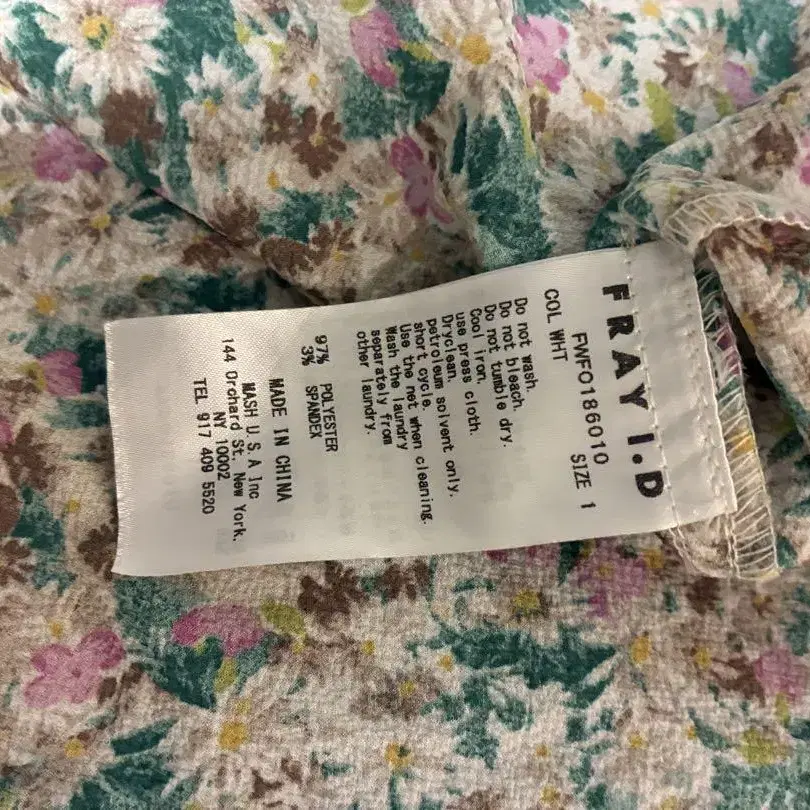 FRAY I.D
FWFO186010
COL WHT SIZE 1
Do not wash.
Do not bleach.
Do not tumble dry.
Cool iron,
use press cloth.
Dryclean,
petroleum solvent only,
short cycle.
Use the net when cleaning.
Wash the laundry
separately from
other laundry.
97% POLYESTER
3% SPANDEX
MADE IN CHINA
MASH U.S.A Inc
144 Orchard St, New York,
NY 10002
TEL 917 409 5520